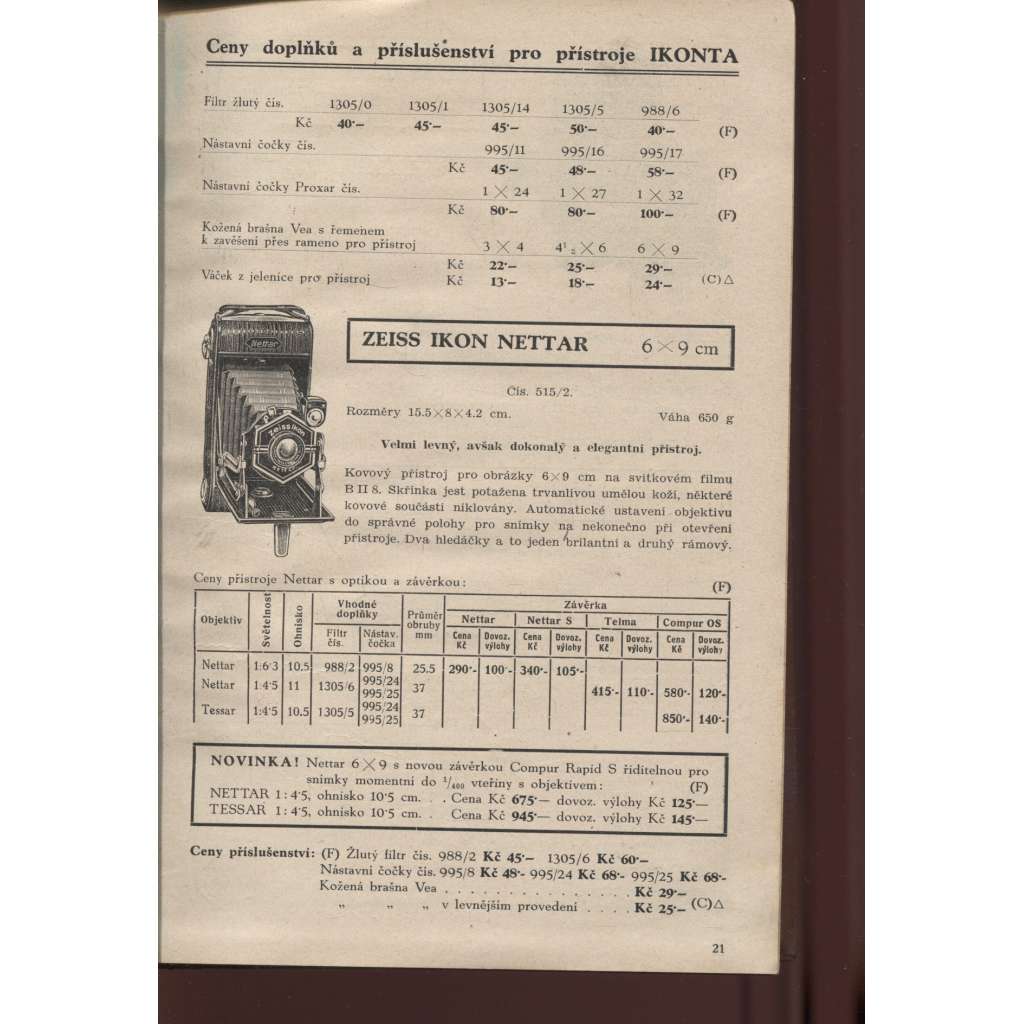 Ceny doplňků a příslušenství pro přístroje IKONTA
Filtr žlutý čís. 1305/0 1305/1 1305/14 1305/5 988/6
Kč 40·— 45·— 45·— 50·— 40·— (F)
Nástavní čočky čís. 995/11 995/16 995/17
Kč 45·— 48·— 58·— (F)
Nástavní čočky Proxar čís. 1 × 24 1 × 27 1 × 32
Kč 80·— 80·— 100·— (F)
Kožená brašna Vea s řemenem
k zavěšení přes rameno pro přístroj 3 × 4 4½ × 6 6 × 9
Kč 22·— 25·— 29·—
Váček z jelenice pro přístroj Kč 13·— 18·— 24·— (C)△
Nettar
Zeiss Ikon
ZEISS IKON NETTAR 6 × 9 cm
Čís. 515/2.
Rozměry 15.5×8×4.2 cm. Váha 650 g
Velmi levný, avšak dokonalý a elegantní přístroj.
Kovový přístroj pro obrázky 6×9 cm na svitkovém filmu
B II 8. Skřínka jest potažena trvanlivou umělou koží, některé
kovové součásti niklovány. Automatické ustavení objektivu
do správné polohy pro snímky na nekonečno při otevření
přístroje. Dva hledáčky a to jeden brilantní a druhý rámový.
Ceny přístroje Nettar s optikou a závěrkou: (F)
Objektiv Světelnost Ohnisko Vhodné doplňky Průměr obruby mm Závěrka
Nettar Nettar S Telma Compur OS
Filtr čís. Nástav. čočka Cena Kč Dovoz. výlohy Cena Kč Dovoz. výlohy Cena Kč Dovoz. výlohy Cena Kč Dovoz. výlohy
Nettar 1:6·3 10.5 988/2 995/8 25.5 290·- 100·- 340·- 105·-
Nettar 1:4·5 11 1305/6 995/24 995/25 37 415·- 110·- 580·- 120·-
Tessar 1:4·5 10.5 1305/5 995/24 995/25 37 850·- 140·-
NOVINKA! Nettar 6 × 9 s novou závěrkou Compur Rapid S říditelnou pro
snímky momentní do 1/400 vteřiny s objektivem: (F)
NETTAR 1 : 4·5, ohnisko 10·5 cm. . . Cena Kč 675·— dovoz. výlohy Kč 125·—
TESSAR 1 : 4·5, ohnisko 10·5 cm. . Cena Kč 945·— dovoz. výlohy Kč 145·—
Ceny příslušenství: (F) Žlutý filtr čís. 988/2 Kč 45·— 1305/6 Kč 60·—
Nástavní čočky čís. 995/8 Kč 48·- 995/24 Kč 68·- 995/25 Kč 68·-
Kožená brašna Vea . . . . . . . . . . . . . . . Kč 29·—
„ „ „ v levnějším provedení . . . . Kč 25·— (C)△
21